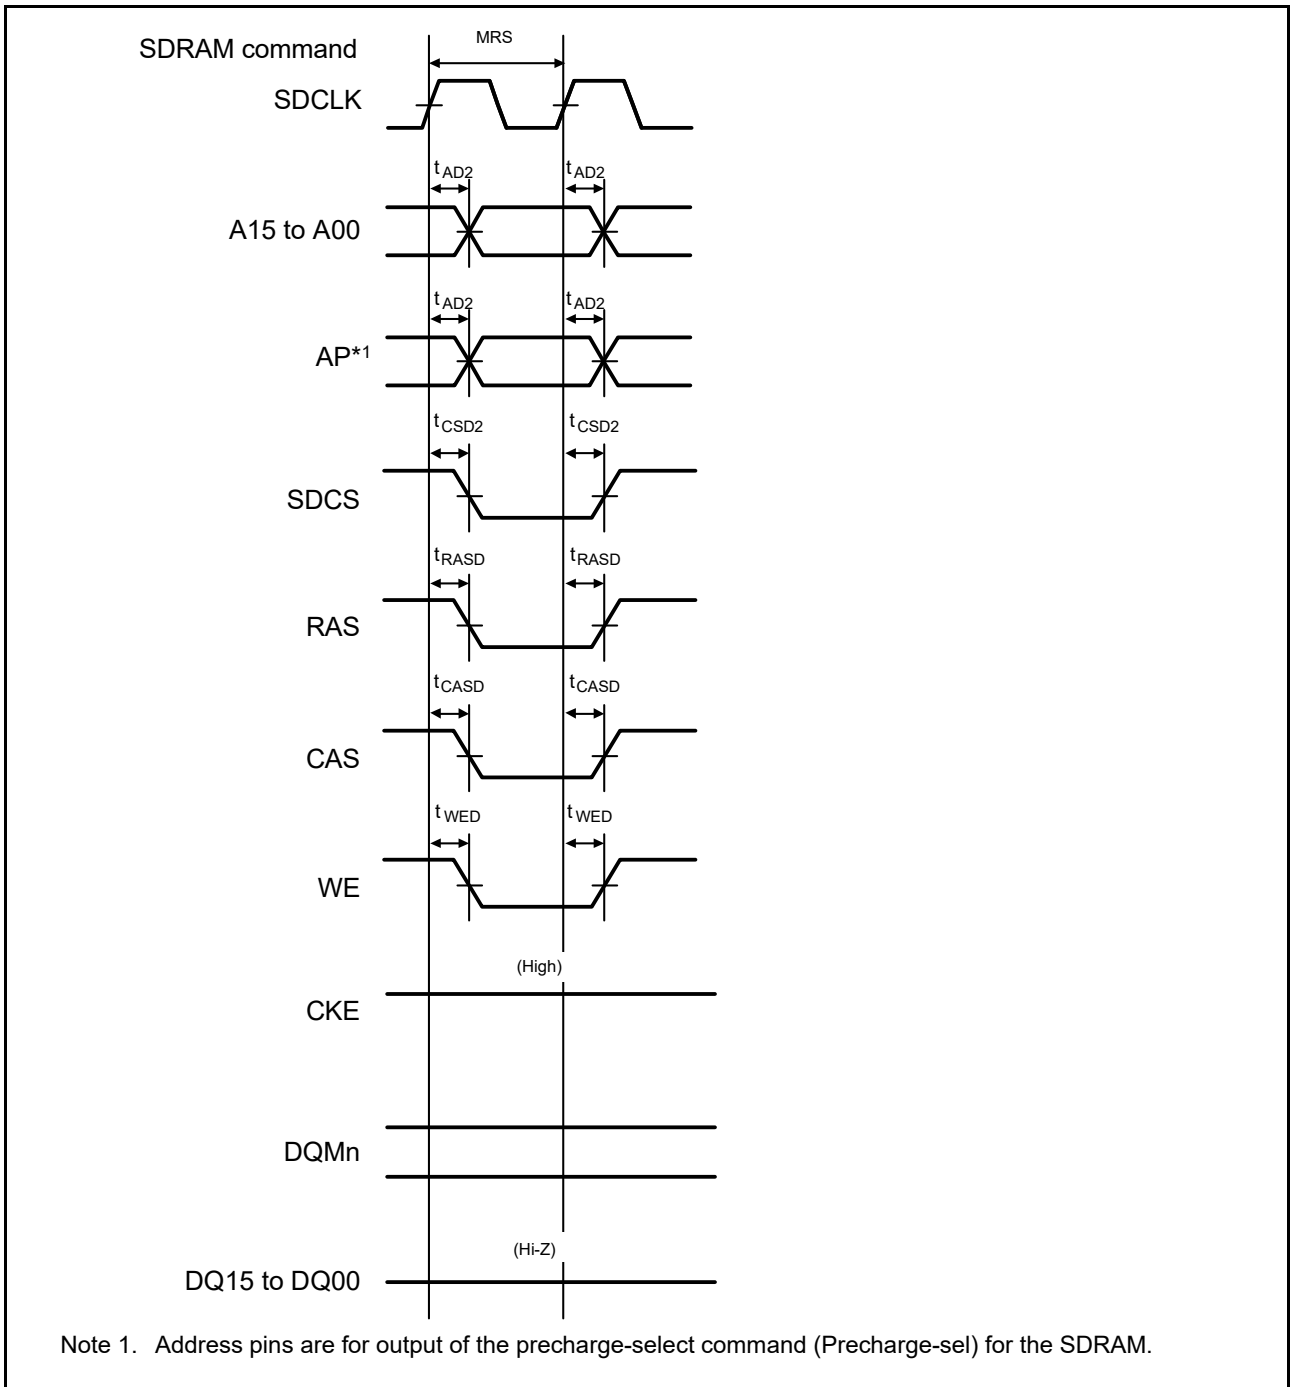 SDRAM command
MRS
SDCLK
tAD2 tAD2
A15 to A00
tAD2 tAD2
AP*1
tCSD2 tCSD2
SDCS
tRASD tRASD
RAS
tCASD tCASD
CAS
tWED tWED
WE
(High)
CKE
DQMn
(Hi-Z)
DQ15 to DQ00
Note 1. Address pins are for output of the precharge-select command (Precharge-sel) for the SDRAM.